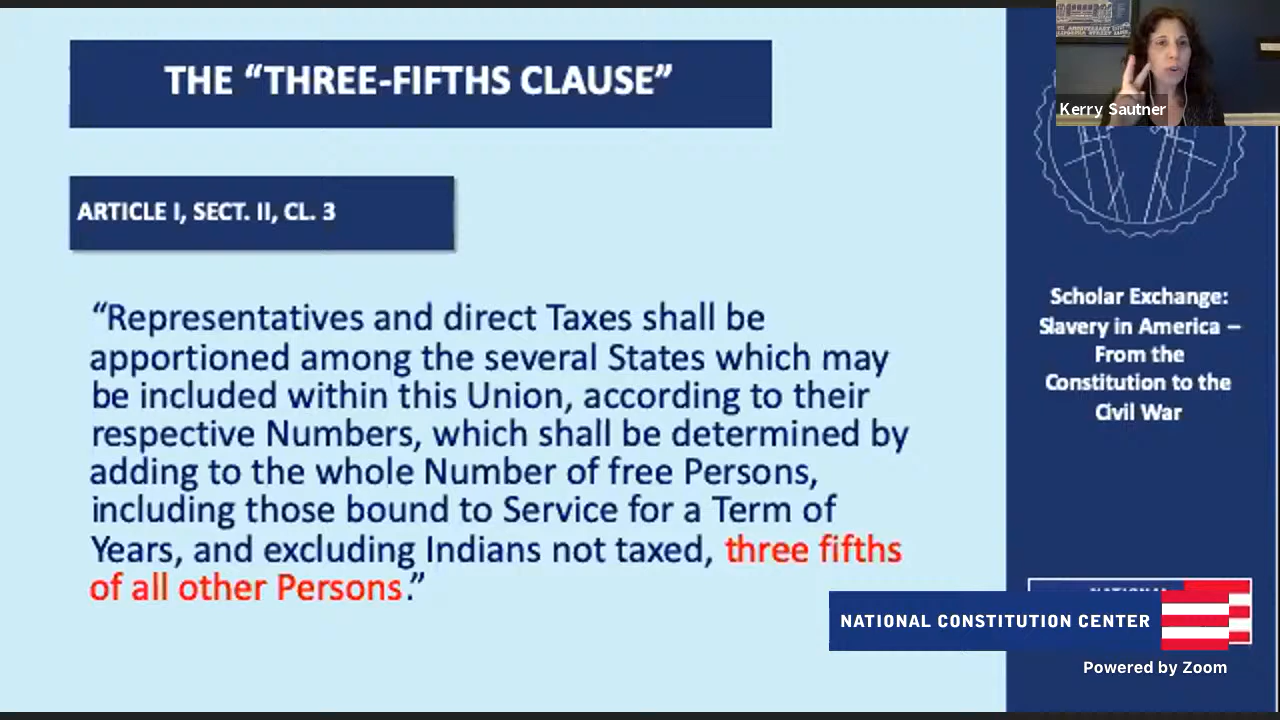 THE “THREE-FIFTHS CLAUSE”
ARTICLE I, SECT. II, CL. 3
“Representatives and direct Taxes shall be
apportioned among the several States which may
be included within this Union, according to their
respective Numbers, which shall be determined by
adding to the whole Number of free Persons,
including those bound to Service for a Term of
Years, and excluding Indians not taxed, three fifths
of all other Persons.”
Kerry Sautner
Scholar Exchange:
Slavery in America –
From the
Constitution to the
Civil War
NATIONAL
NATIONAL CONSTITUTION CENTER
Powered by Zoom